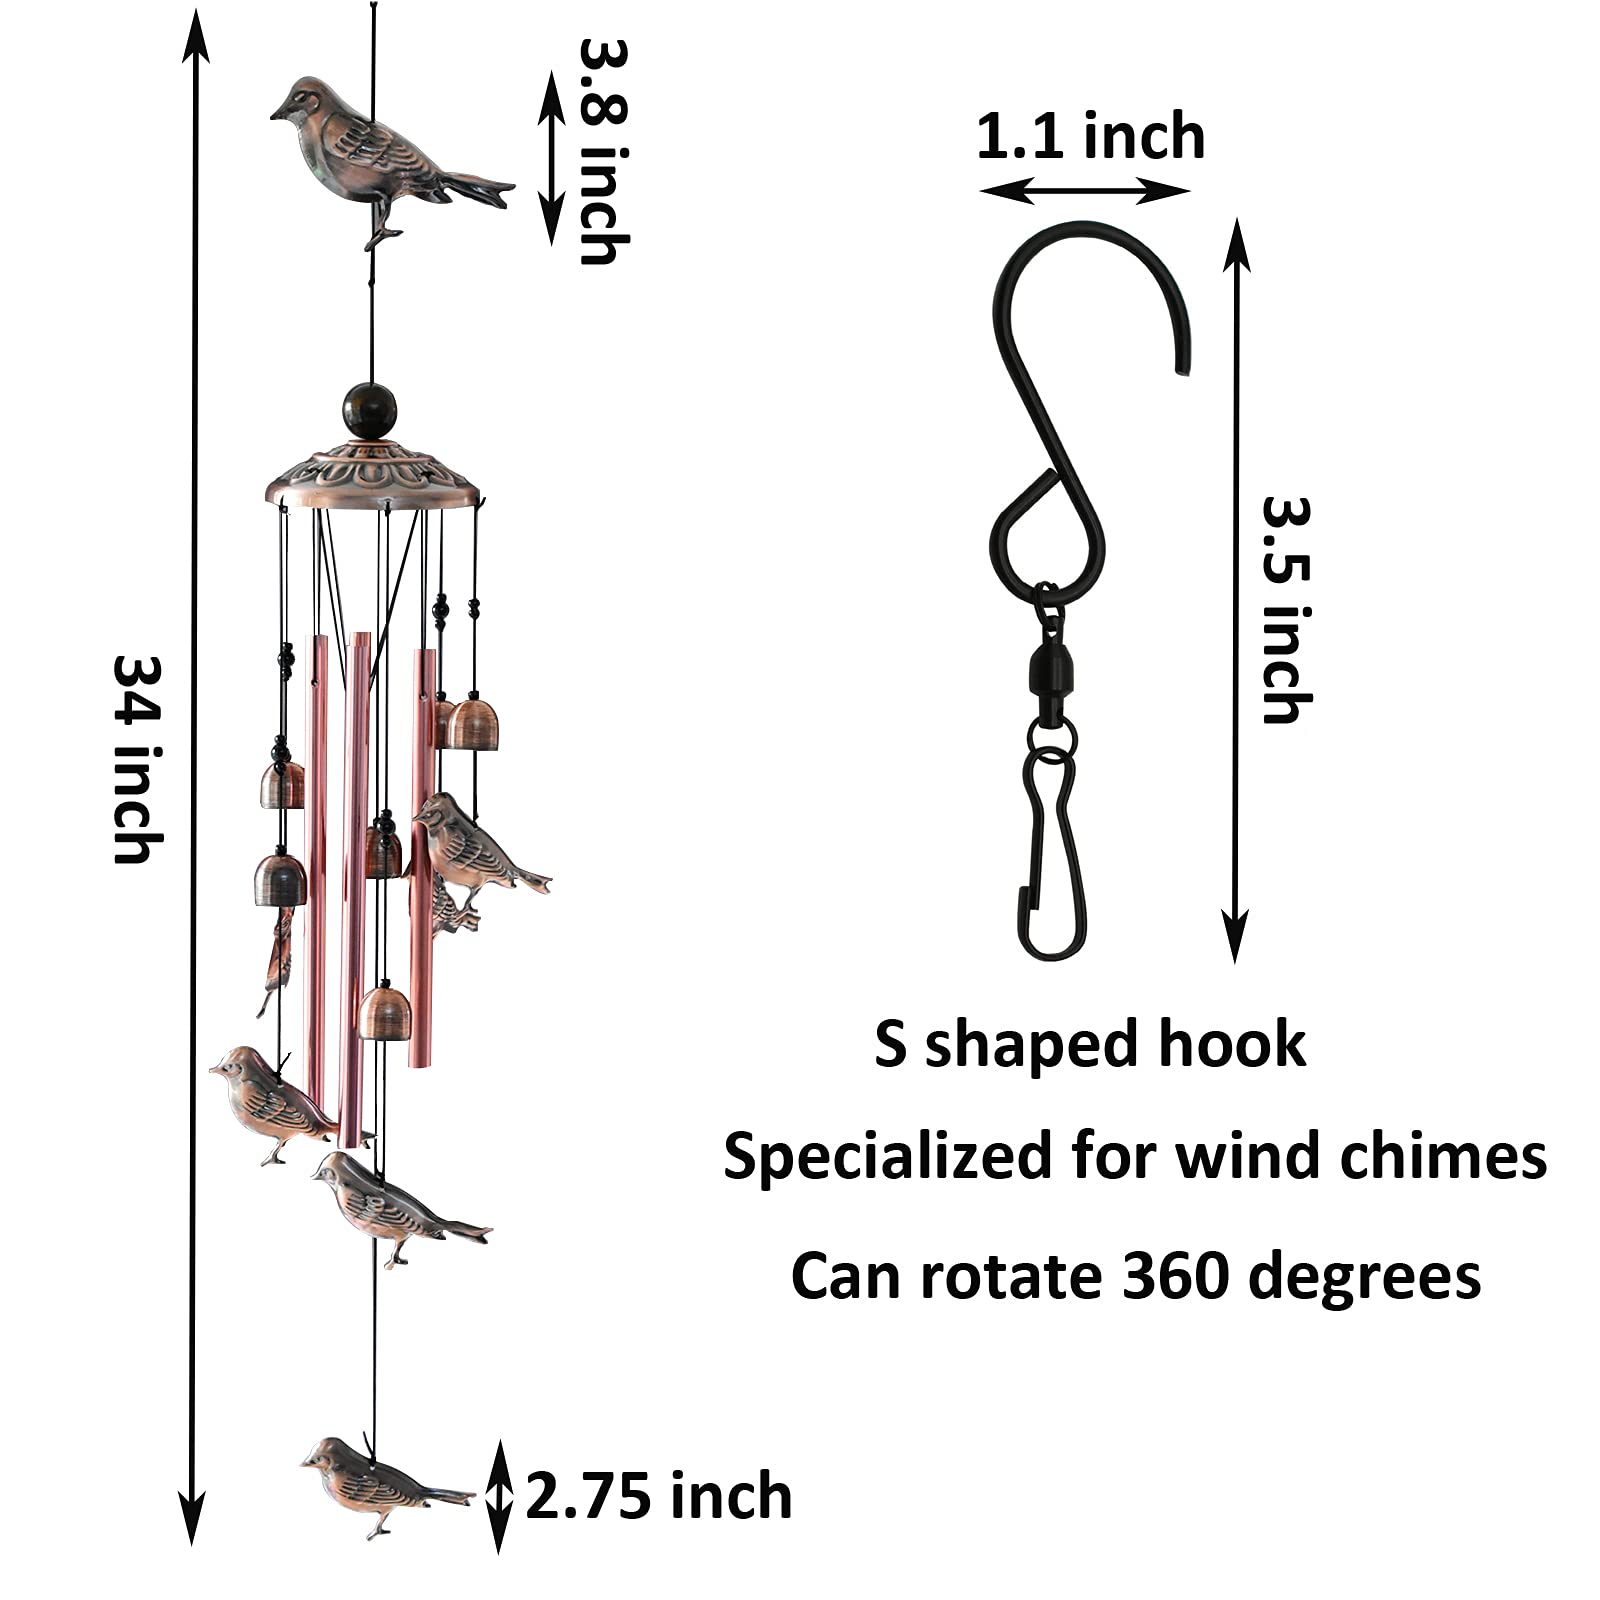 3.8 inch
34 inch
2.75 inch
1.1 inch
3.5 inch
S shaped hook
Specialized for wind chimes
Can rotate 360 degrees